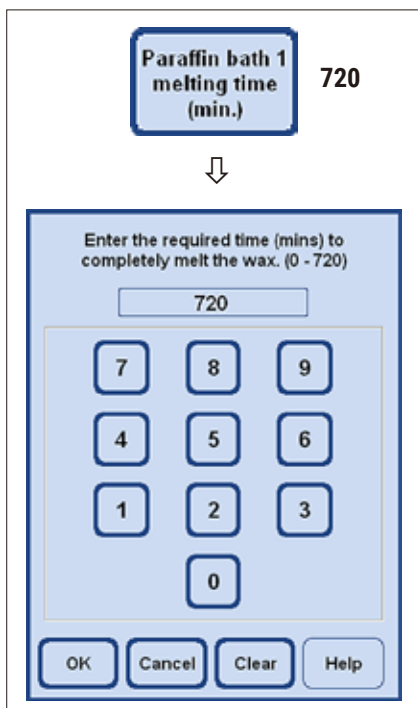 Paraffin bath 1
melting time
(min.)
720
⇩
Enter the required time (mins) to
completely melt the wax. (0 - 720)
720
7 8 9
4 5 6
1 2 3
0
OK Cancel Clear Help